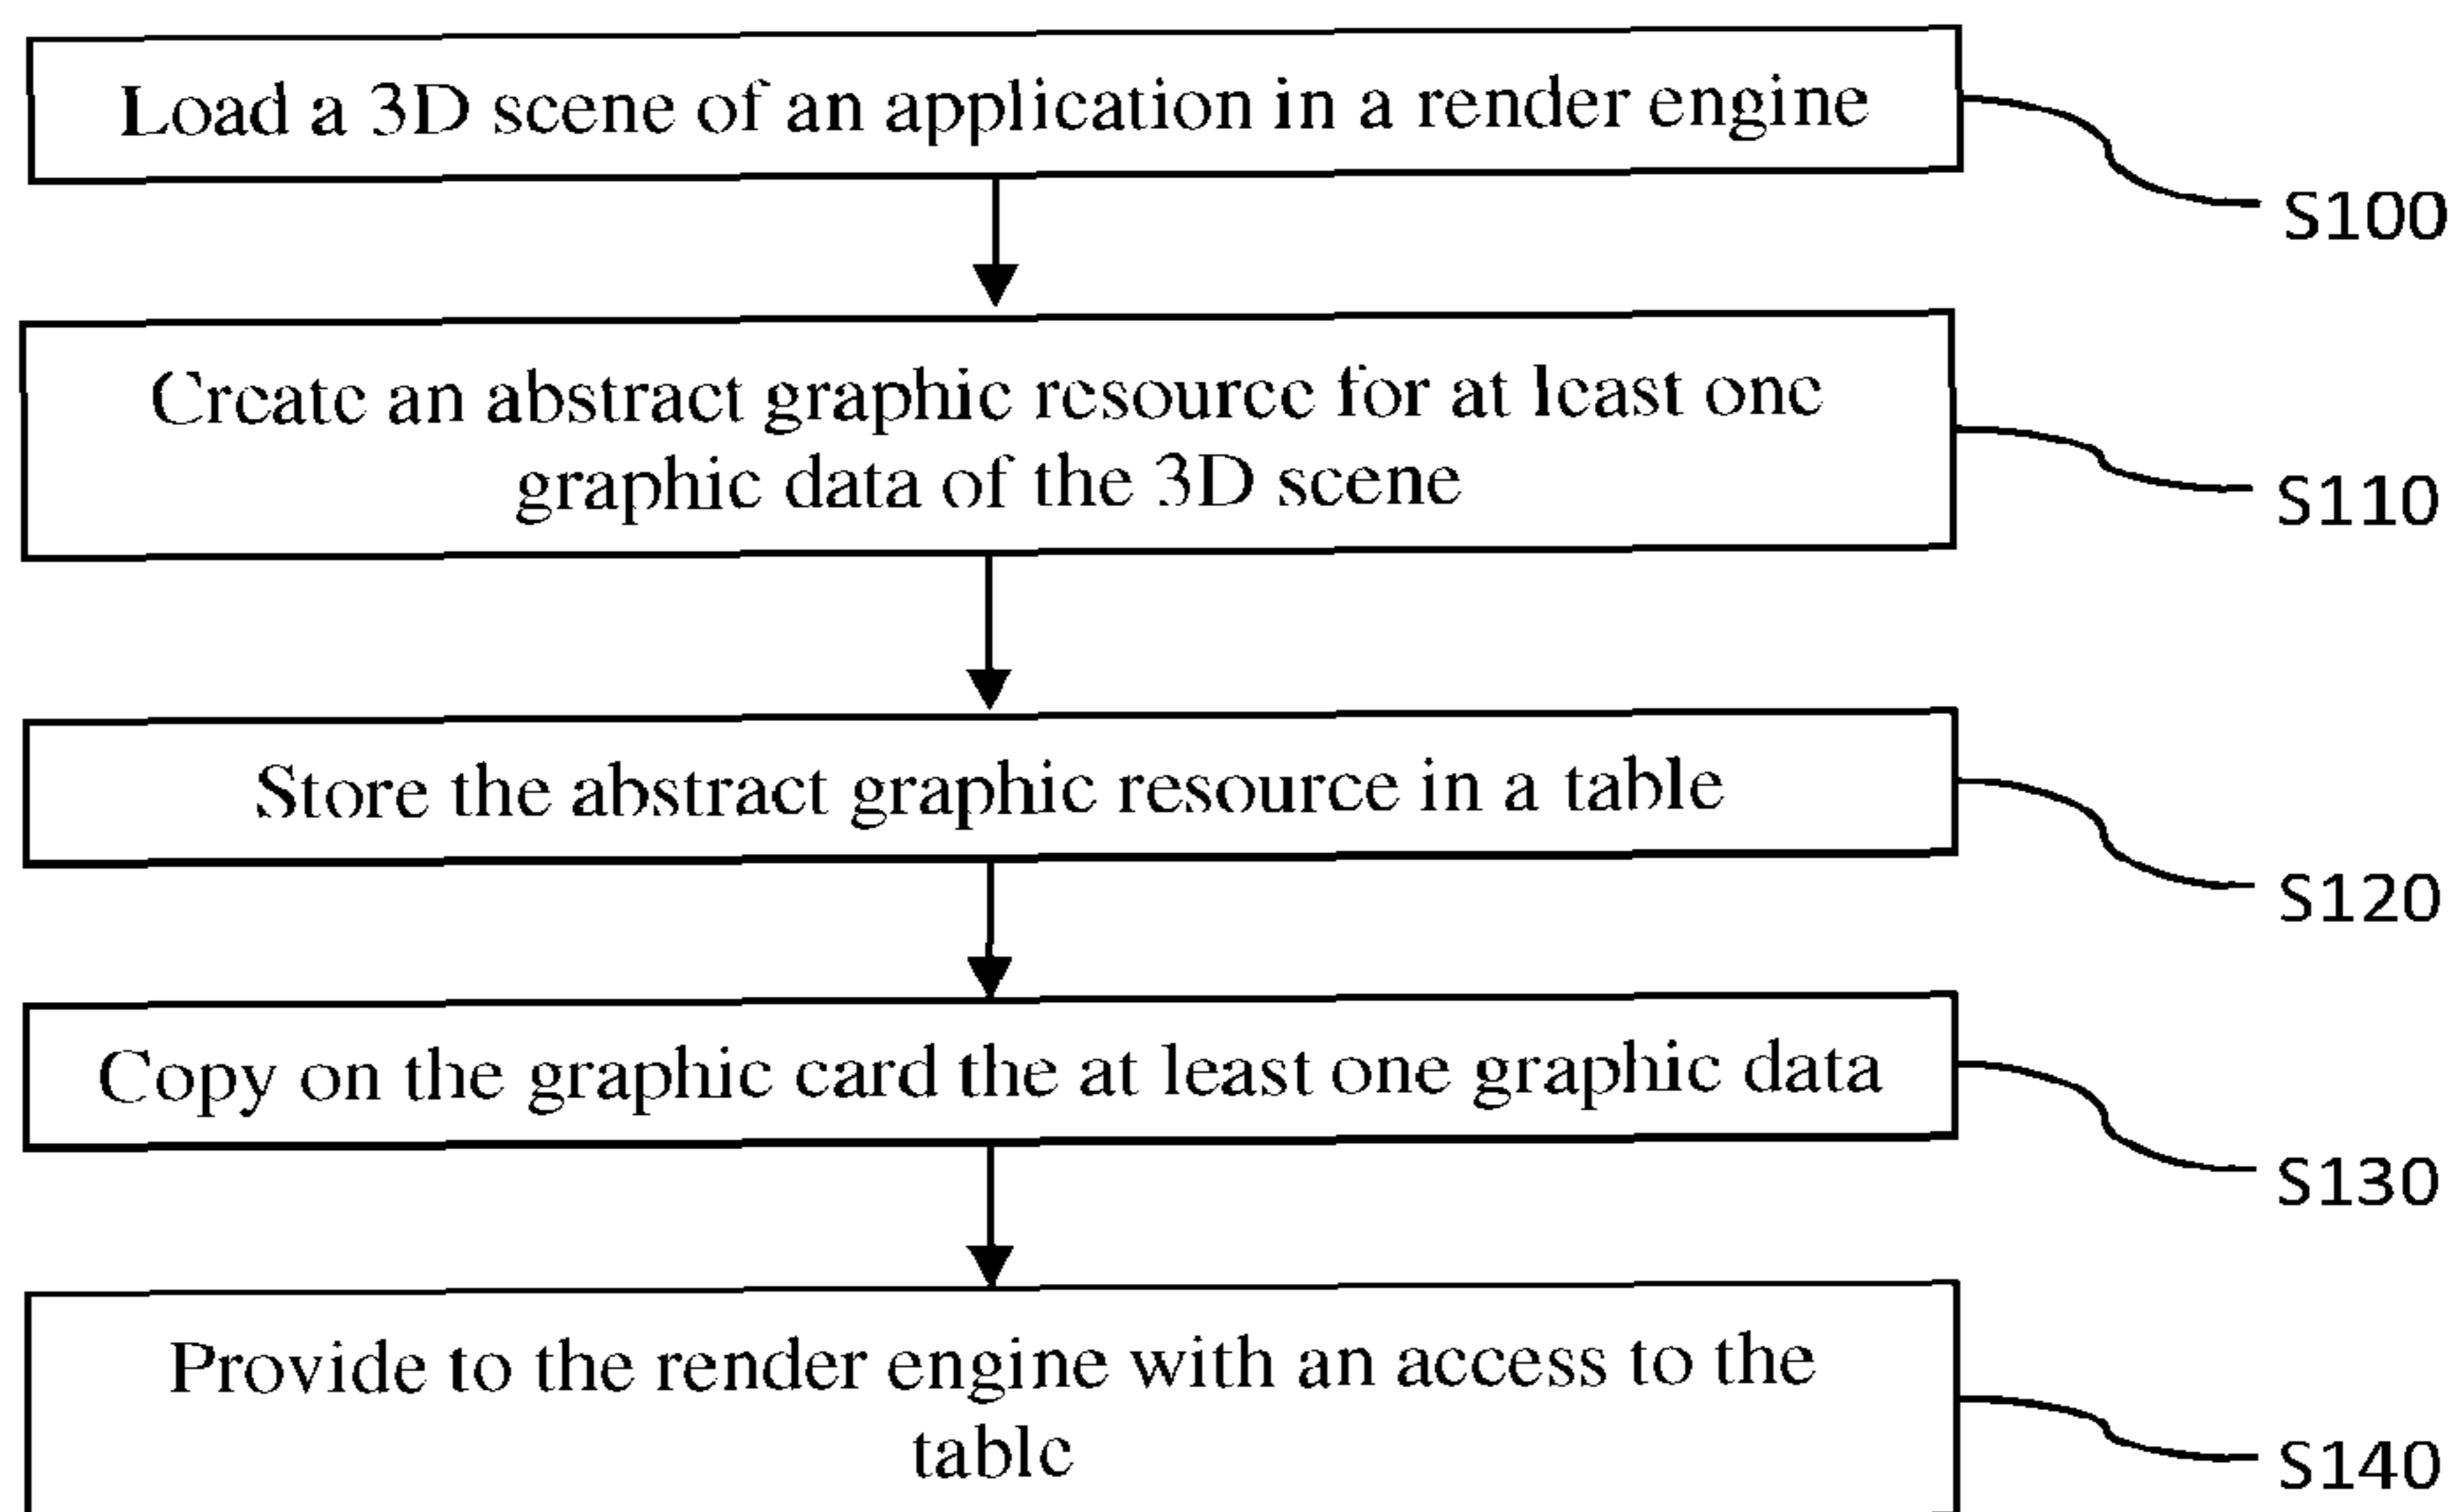 Load a 3D scene of an application in a render engine
S100
Create an abstract graphic resource for at least one
graphic data of the 3D scene
S110
Store the abstract graphic resource in a table
S120
Copy on the graphic card the at least one graphic data
S130
Provide to the render engine with an access to the
table
S140